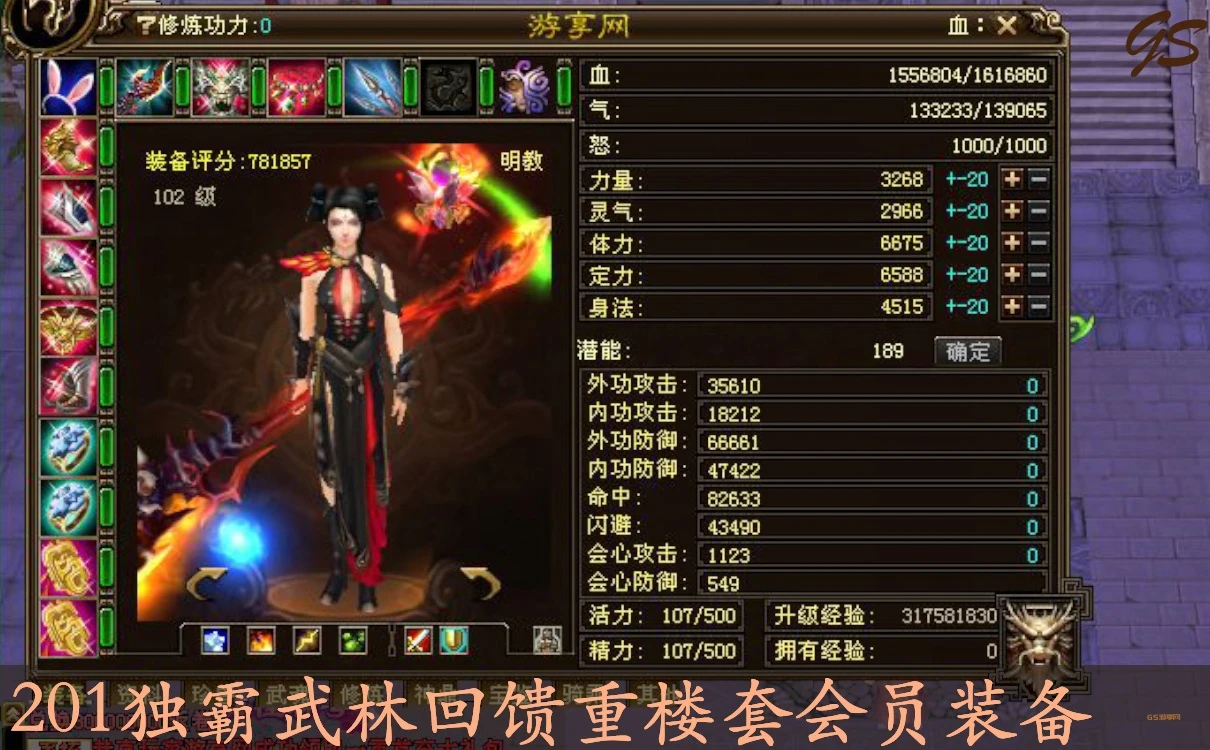 修炼功力:0
游享网
血:
GS
血: 1556804/1616860
气: 133233/139065
怒: 1000/1000
装备评分:781857
明教
102 级
力量: 3268 +-20
灵气: 2966 +-20
体力: 6675 +-20
定力: 6588 +-20
身法: 4515 +-20
潜能: 189 确定
外功攻击: 35610 0
内功攻击: 18212 0
外功防御: 66661 0
内功防御: 47422 0
命中: 82633 0
闪避: 43490 0
会心攻击: 1123 0
会心防御: 549
活力: 107/500 升级经验: 317581830
精力: 107/500 拥有经验: 0
201独霸武林回馈重楼套会员装备
GS游享网